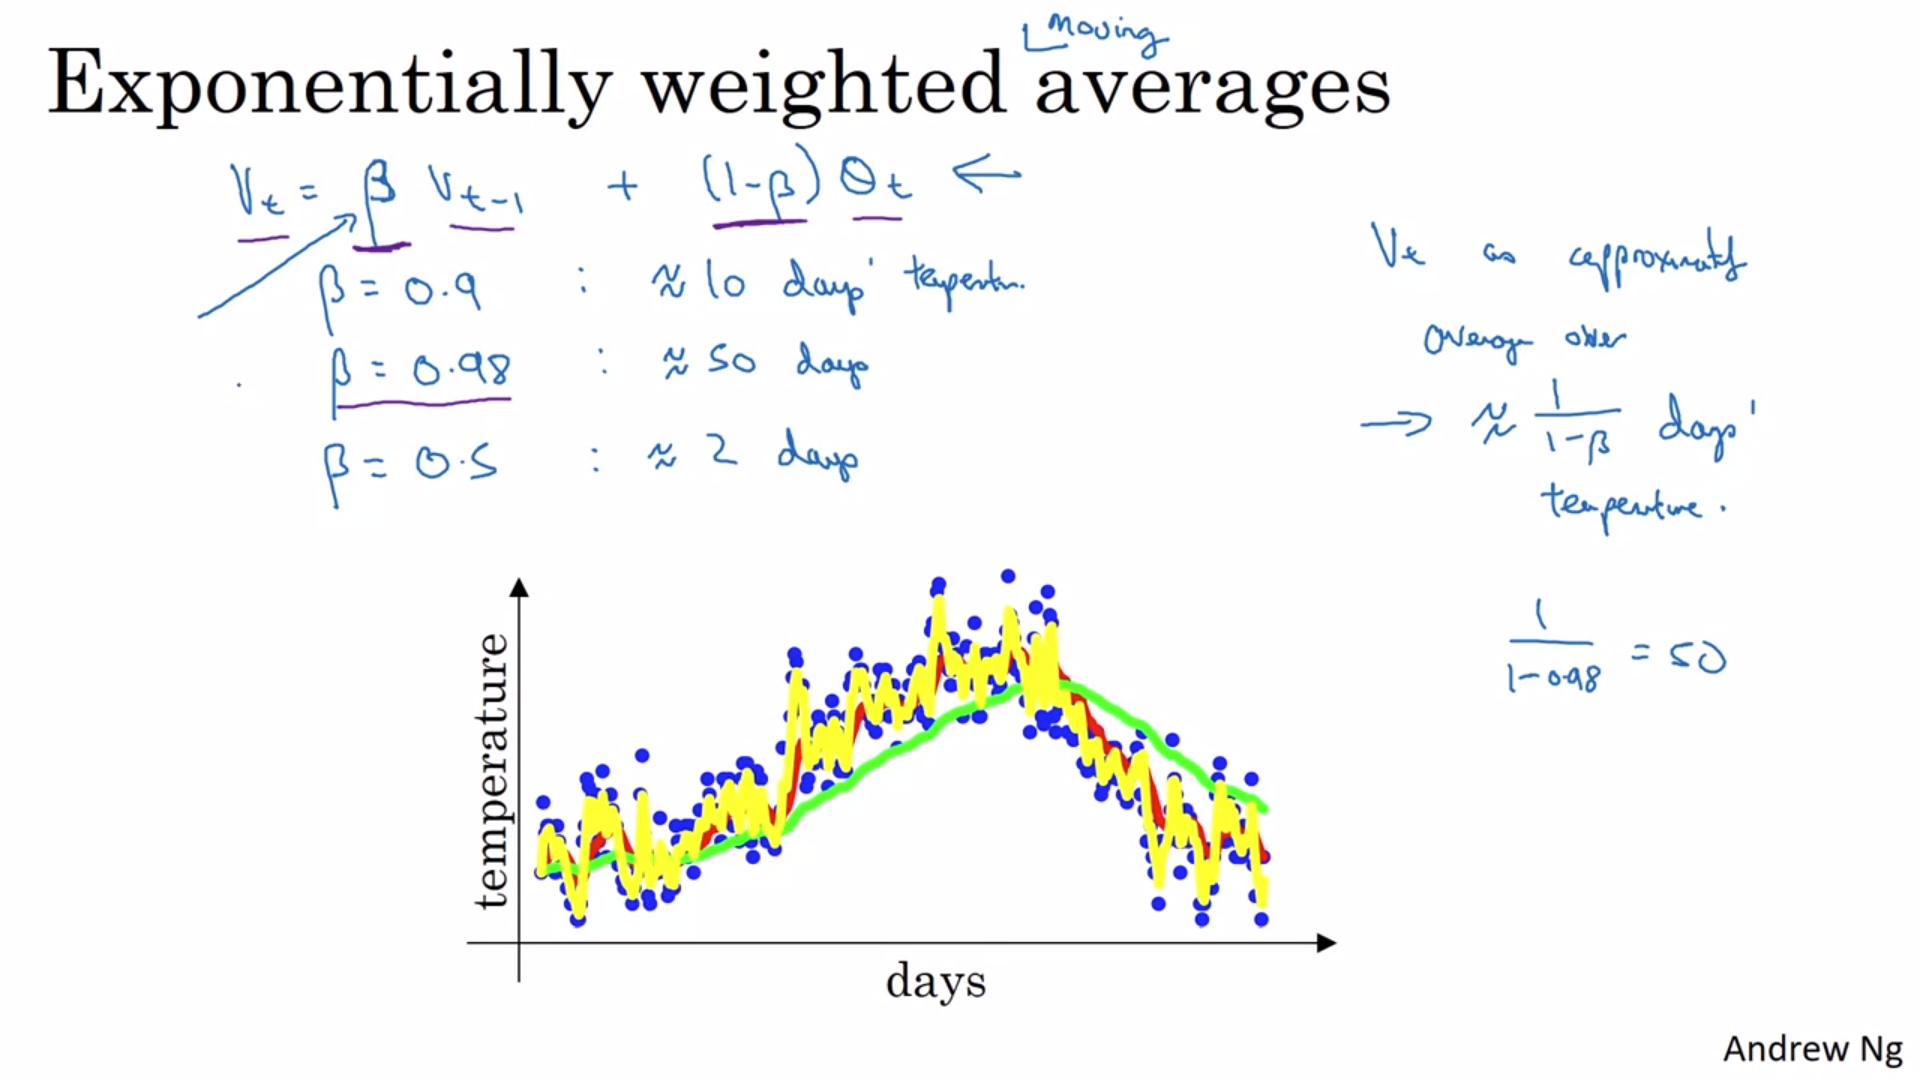 Moving
Exponentially weighted averages
Vt = β Vt-1 + (1-β) θt ←
β = 0.9 : ≈ 10 days' temperature.
β = 0.98 : ≈ 50 days
β = 0.5 : ≈ 2 days
Vt as approximately
average over
→ ≈ 1/(1-β) days'
temperature.
1/(1-0.98) = 50
temperature
days
Andrew Ng